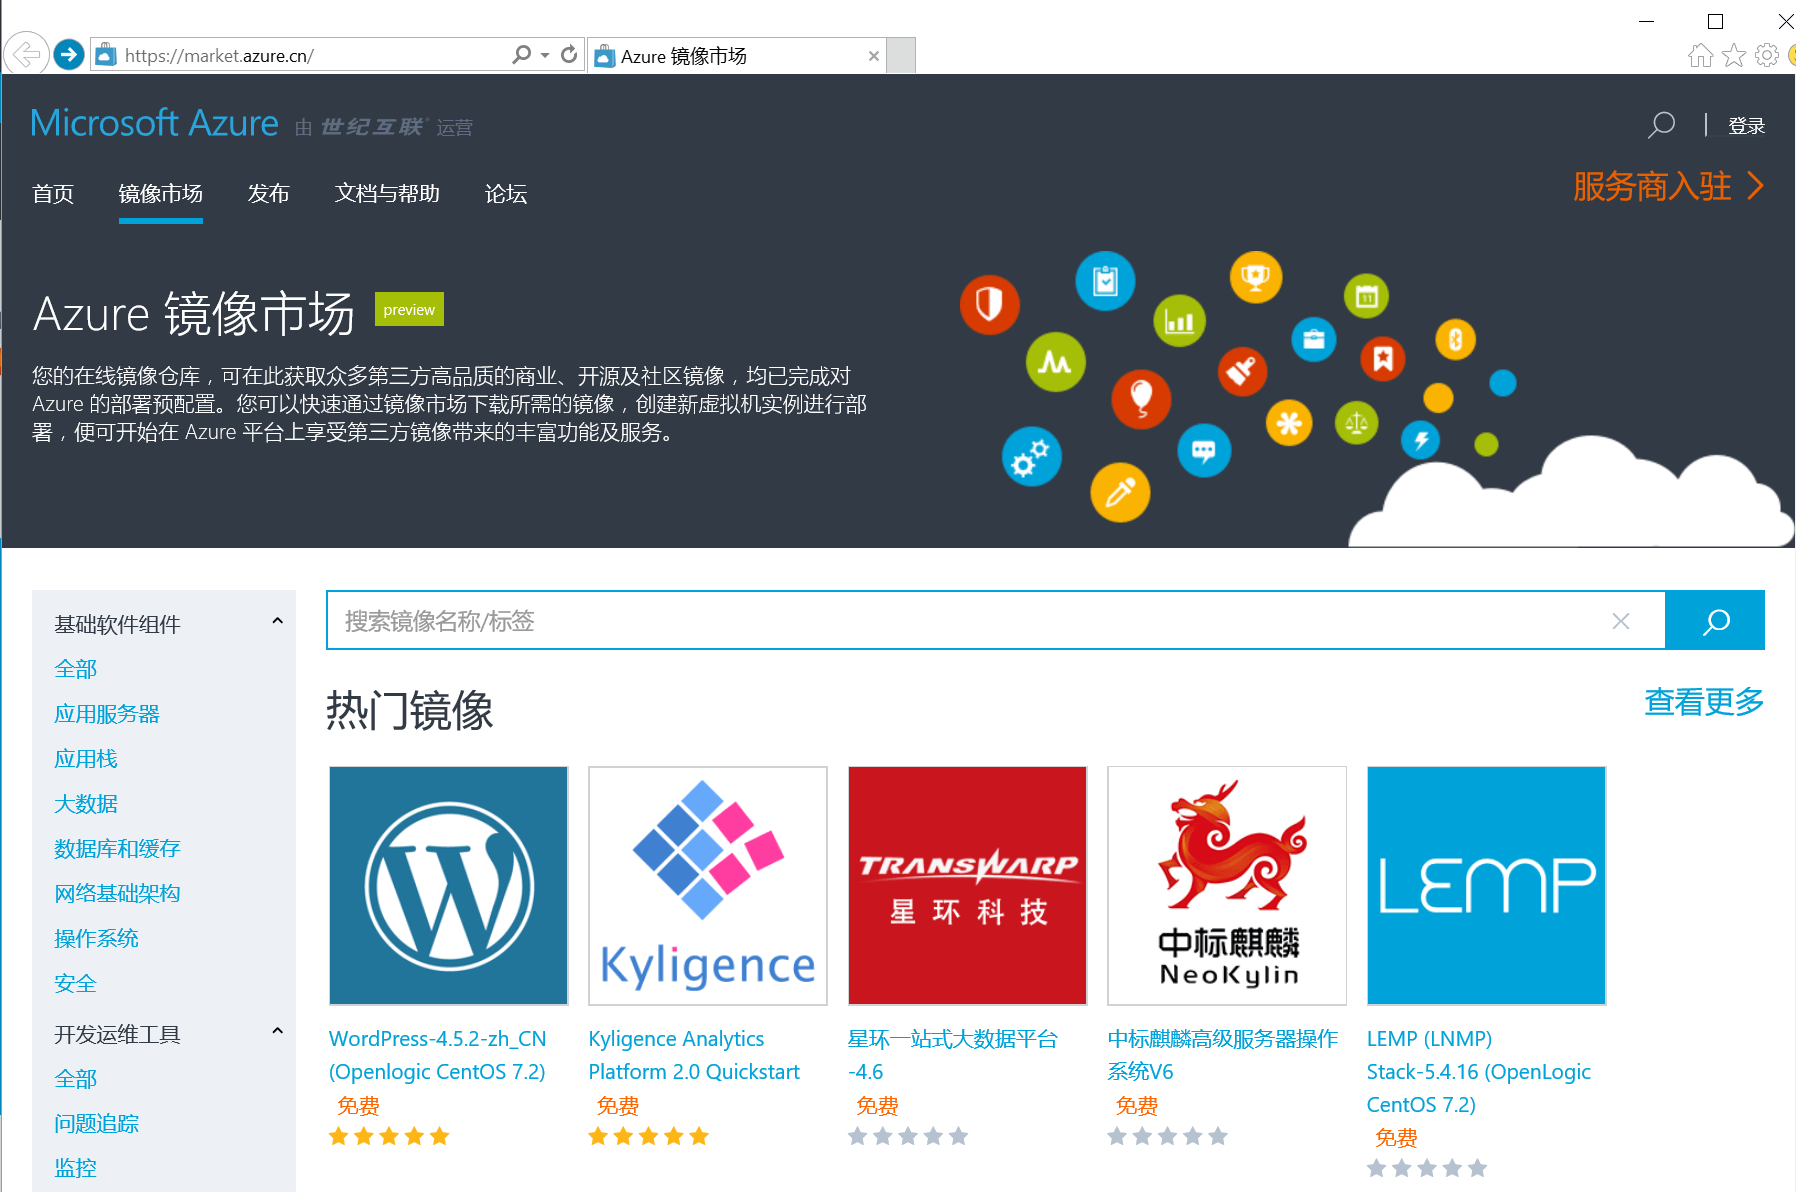 https://market.azure.cn/
Azure 镜像市场
Microsoft Azure 由 世纪互联 运营
登录
首页 镜像市场 发布 文档与帮助 论坛
服务商入驻
Azure 镜像市场 preview
您的在线镜像仓库，可在此获取众多第三方高品质的商业、开源及社区镜像，均已完成对
Azure 的部署预配置。您可以快速通过镜像市场下载所需的镜像，创建新虚拟机实例进行部
署，便可开始在 Azure 平台上享受第三方镜像带来的丰富功能及服务。
11
基础软件组件
全部
应用服务器
应用栈
大数据
数据库和缓存
网络基础架构
操作系统
安全
开发运维工具
全部
问题追踪
监控
搜索镜像名称/标签
热门镜像
查看更多
W
WordPress-4.5.2-zh_CN
(Openlogic CentOS 7.2)
免费
Kyligence
Kyligence Analytics
Platform 2.0 Quickstart
免费
TRANSWARP
星环科技
星环一站式大数据平台
-4.6
免费
中标麒麟
NeoKylin
中标麒麟高级服务器操作
系统V6
免费
LEMP
LEMP (LNMP)
Stack-5.4.16 (OpenLogic
CentOS 7.2)
免费